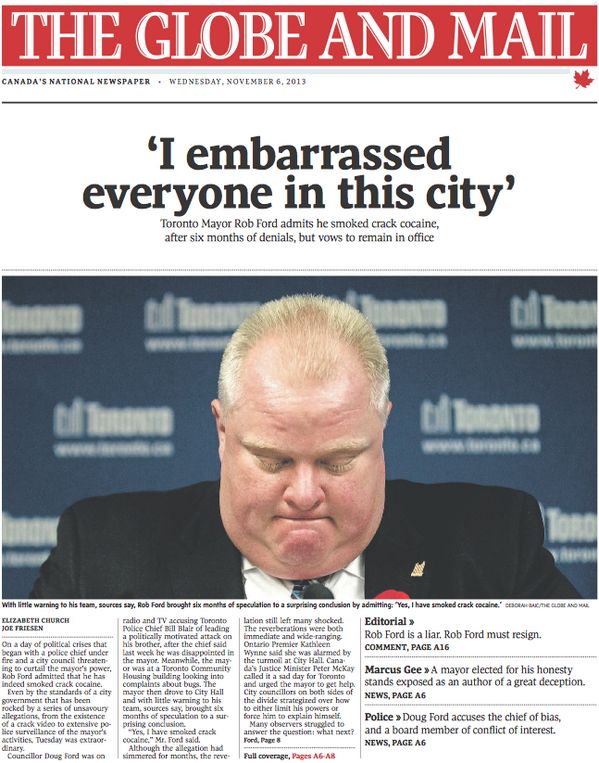 THE GLOBE AND MAIL
CANADA'S NATIONAL NEWSPAPER • WEDNESDAY, NOVEMBER 6, 2013
'I embarrassed
everyone in this city'
Toronto Mayor Rob Ford admits he smoked crack cocaine,
after six months of denials, but vows to remain in office
TORONTO
www.toronto.ca
TORONTO
www.toronto.ca
With little warning to his team, sources say, Rob Ford brought six months of speculation to a surprising conclusion by admitting: 'Yes, I have smoked crack cocaine.' DEBORAH BAIC/THE GLOBE AND MAIL
ELIZABETH CHURCH
JOE FRIESEN
On a day of political crises that
began with a police chief under
fire and a city council threaten-
ing to curtail the mayor's power,
Rob Ford admitted that he has
indeed smoked crack cocaine.
Even by the standards of a city
government that has been
rocked by a series of unsavoury
allegations, from the existence
of a crack video to extensive po-
lice surveillance of the mayor's
activities, Tuesday was extraor-
dinary.
Councillor Doug Ford was on
radio and TV accusing Toronto
Police Chief Bill Blair of leading
a politically motivated attack on
his brother, after the chief said
last week he was disappointed in
the mayor. Meanwhile, the may-
or was at a Toronto Community
Housing building looking into
complaints about bugs. The
mayor then drove to City Hall
and with little warning to his
team, sources say, brought six
months of speculation to a sur-
prising conclusion.
"Yes, I have smoked crack
cocaine," Mr. Ford said.
Although the allegation had
simmered for months, the reve-
lation still left many shocked.
The reverberations were both
immediate and wide-ranging.
Ontario Premier Kathleen
Wynne said she was alarmed by
the turmoil at City Hall. Cana-
da's Justice Minister Peter McKay
called it a sad day for Toronto
and urged the mayor to get help.
City councillors on both sides of
the divide strategized over how
to either limit his powers or
force him to explain himself.
Many observers struggled to
answer the question: what next?
Ford, Page 8
Full coverage, Pages A6-A8
Editorial »
Rob Ford is a liar. Rob Ford must resign.
COMMENT, PAGE A16
Marcus Gee » A mayor elected for his honesty
stands exposed as an author of a great deception.
NEWS, PAGE A6
Police » Doug Ford accuses the chief of bias,
and a board member of conflict of interest.
NEWS, PAGE A6